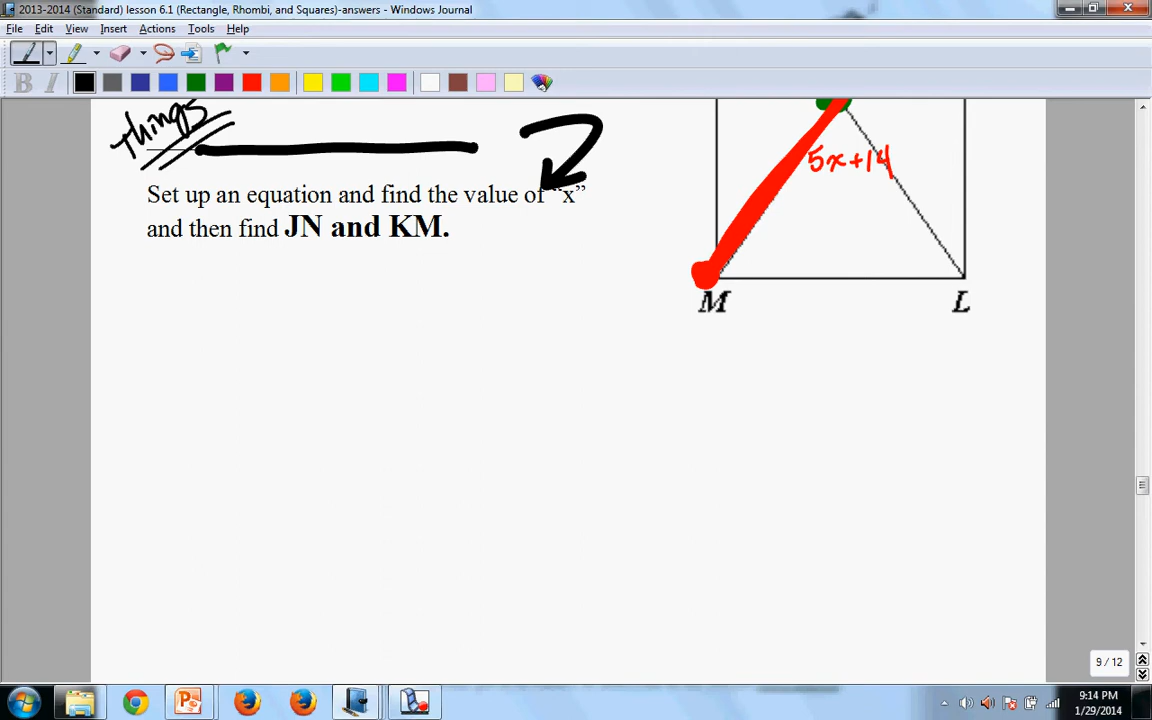 2013-2014 (Standard) lesson 6.1 (Rectangle, Rhombi, and Squares)-answers - Windows Journal
File Edit View Insert Actions Tools Help
B I
Things
5x+14
Set up an equation and find the value of “x”
and then find JN and KM.
M L
9 / 12
9:14 PM
1/29/2014